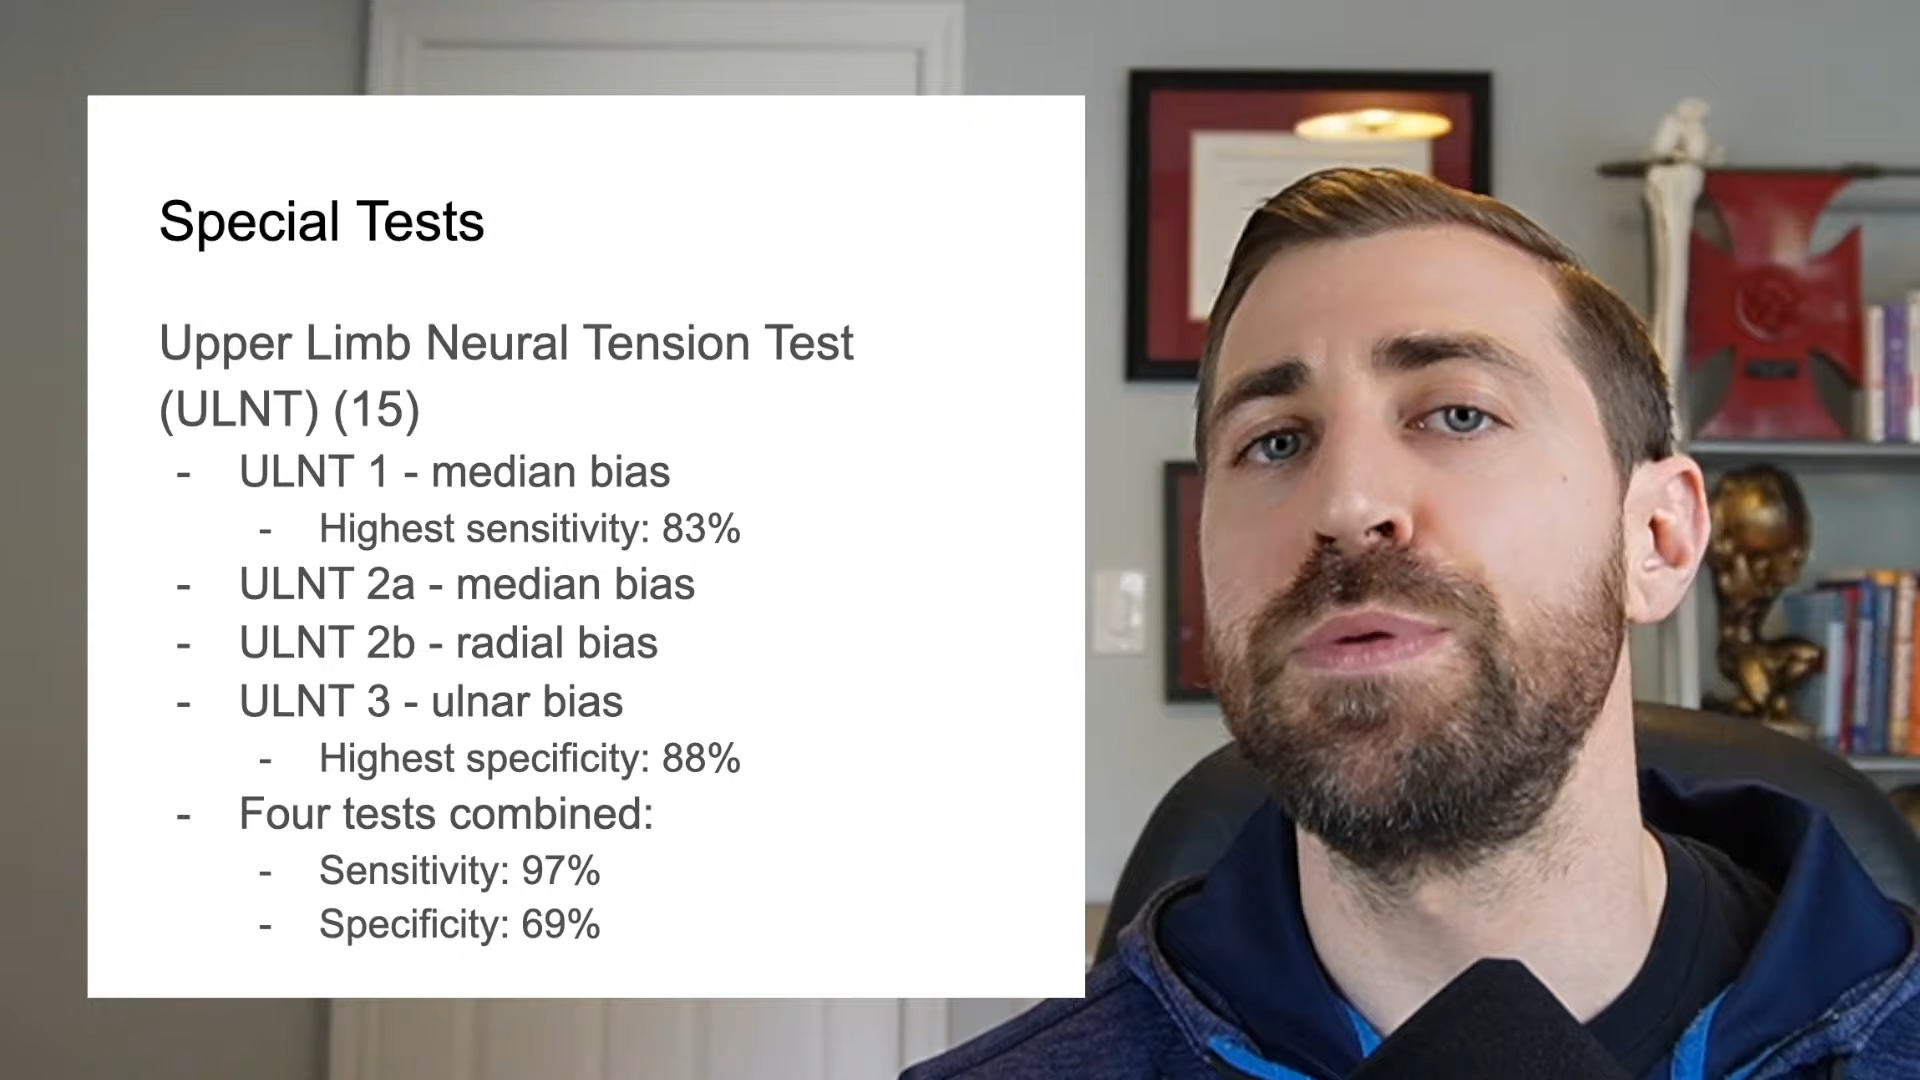 Special Tests
Upper Limb Neural Tension Test
(ULNT) (15)
- ULNT 1 - median bias
- Highest sensitivity: 83%
- ULNT 2a - median bias
- ULNT 2b - radial bias
- ULNT 3 - ulnar bias
- Highest specificity: 88%
- Four tests combined:
- Sensitivity: 97%
- Specificity: 69%